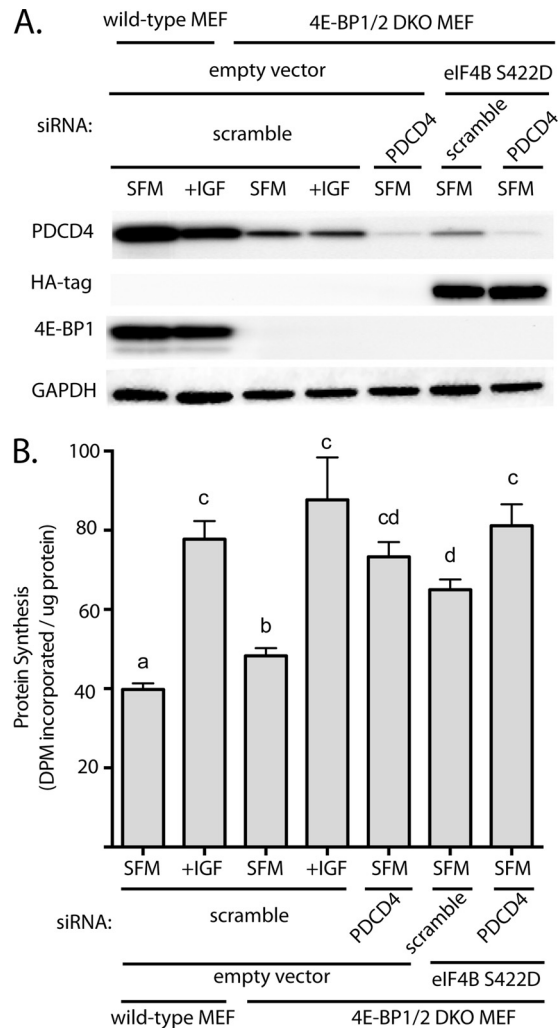 A.
wild-type MEF 4E-BP1/2 DKO MEF
empty vector eIF4B S422D
siRNA: scramble PDCD4 scramble PDCD4
SFM +IGF SFM +IGF SFM SFM SFM
PDCD4
HA-tag
4E-BP1
GAPDH
B.
Protein Synthesis
(DPM incorporated / ug protein)
100
80
60
40
20
a c b c cd d c
SFM +IGF SFM +IGF SFM SFM SFM
siRNA: scramble PDCD4 scramble PDCD4
empty vector eIF4B S422D
wild-type MEF 4E-BP1/2 DKO MEF